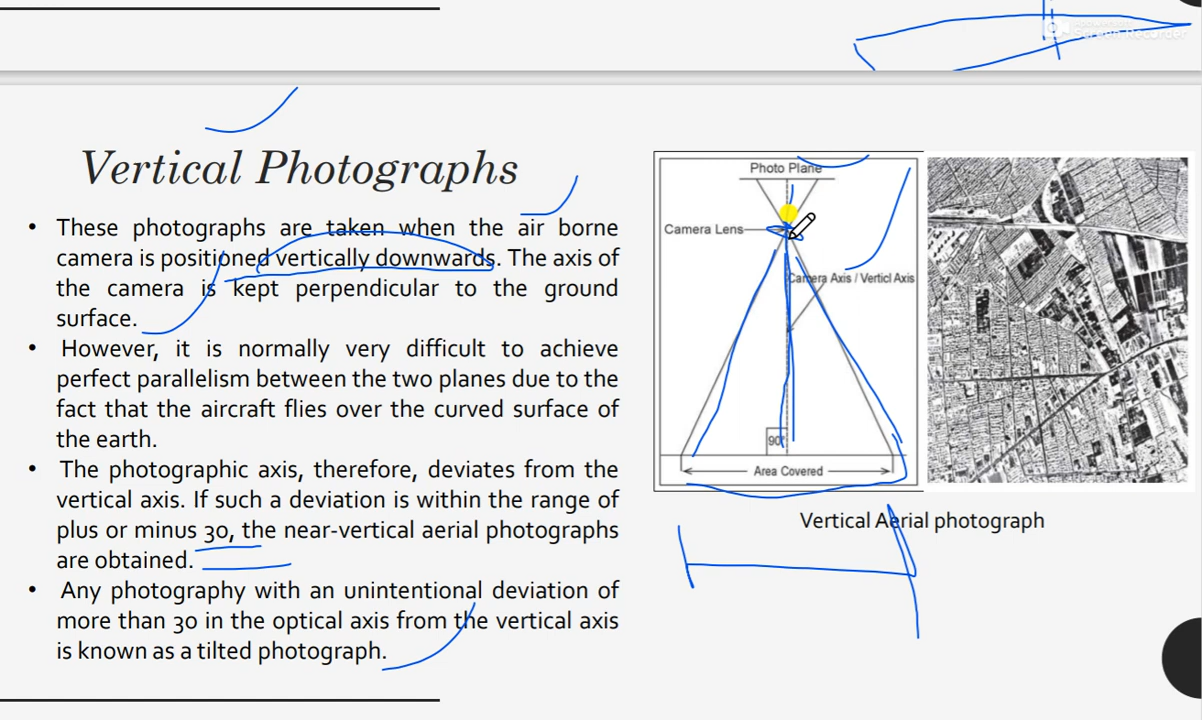 Screen Recorder
Vertical Photographs
• These photographs are taken when the air borne
camera is positioned vertically downwards. The axis of
the camera is kept perpendicular to the ground
surface.
• However, it is normally very difficult to achieve
perfect parallelism between the two planes due to the
fact that the aircraft flies over the curved surface of
the earth.
• The photographic axis, therefore, deviates from the
vertical axis. If such a deviation is within the range of
plus or minus 30, the near-vertical aerial photographs
are obtained.
• Any photography with an unintentional deviation of
more than 30 in the optical axis from the vertical axis
is known as a tilted photograph.
Photo Plane
Camera Lens
Camera Axis / Verticl Axis
90°
Area Covered
Vertical Aerial photograph